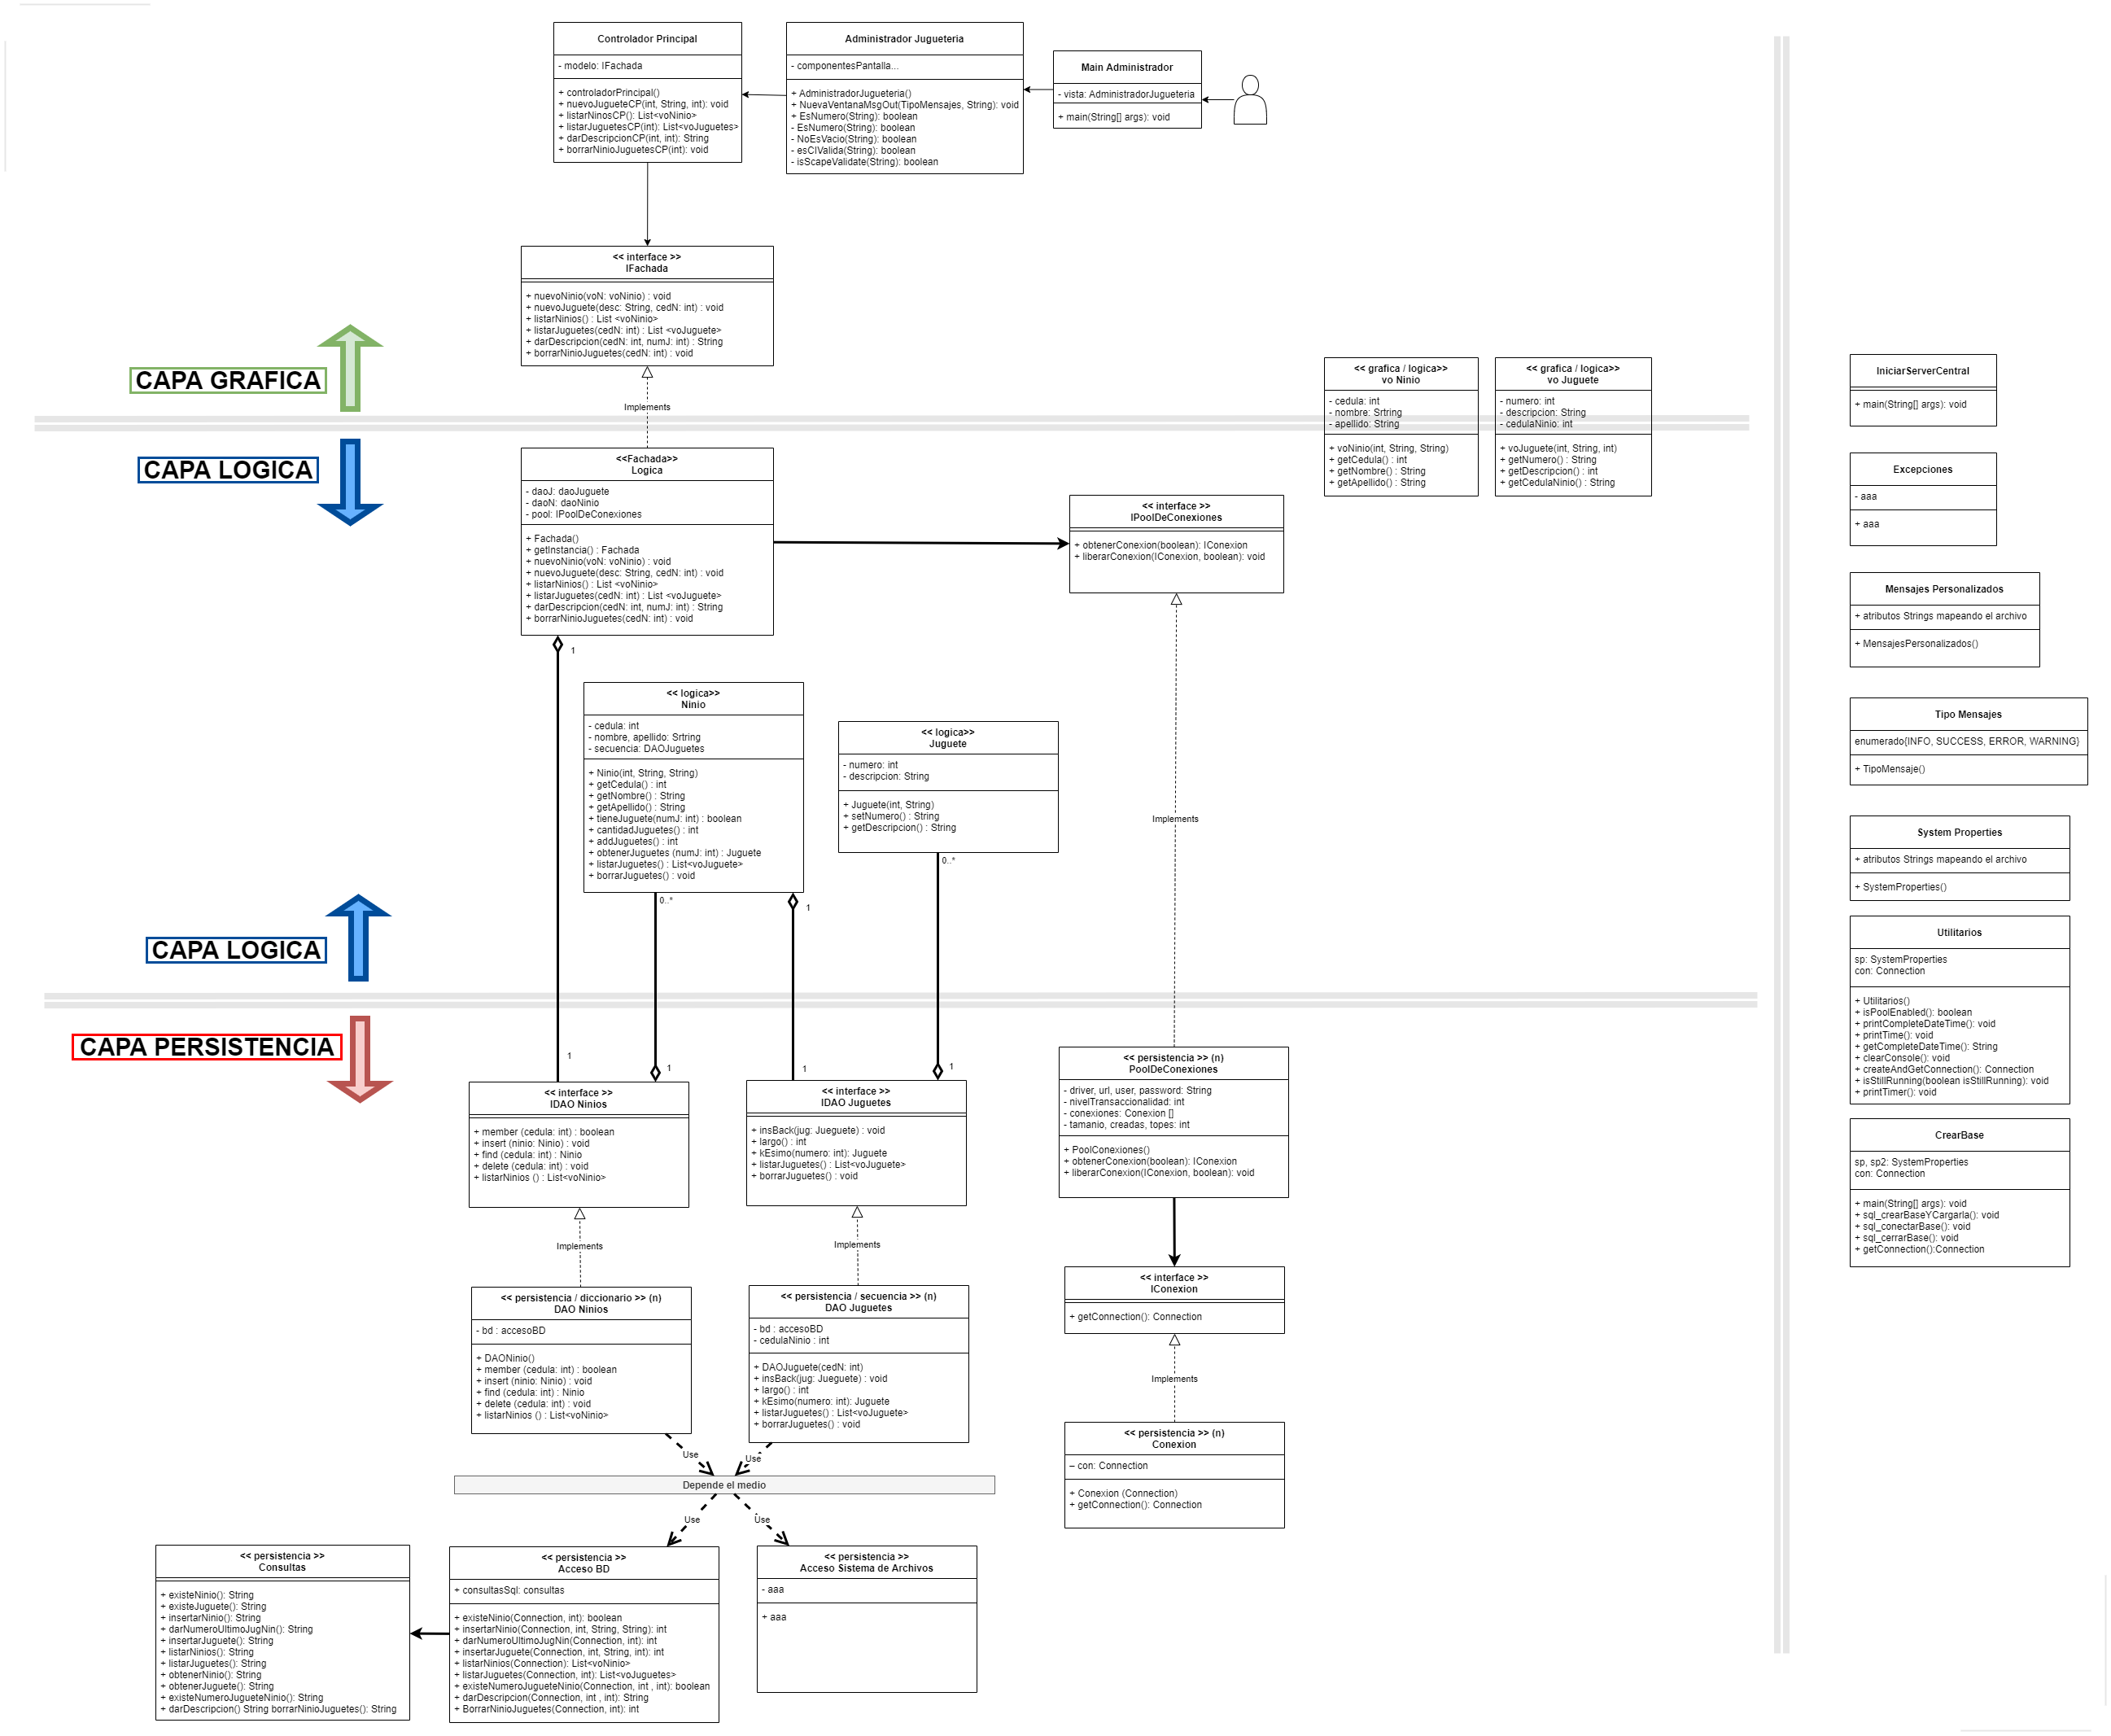 Controlador Principal
- modelo: IFachada
+ controladorPrincipal()
+ nuevoJugueteCP(int, String, int): void
+ listarNinosCP(): List<voNinio>
+ listarJuguetesCP(int): List<voJuguetes>
+ darDescripcionCP(int, int): String
+ borrarNinioJuguetesCP(int): void
Administrador Jugueteria
- componentesPantalla...
+ AdministradorJugueteria()
+ NuevaVentanaMsgOut(TipoMensajes, String): void
+ EsNumero(String): boolean
- EsNumero(String): boolean
- NoEsVacio(String): boolean
- esCIValida(String): boolean
- isScapeValidate(String): boolean
Main Administrador
- vista: AdministradorJugueteria
+ main(String[] args): void
<< interface >>
IFachada
+ nuevoNinio(voN: voNinio) : void
+ nuevoJuguete(desc: String, cedN: int) : void
+ listarNinios() : List <voNinio>
+ listarJuguetes(cedN: int) : List <voJuguete>
+ darDescripcion(cedN: int, numJ: int) : String
+ borrarNinioJuguetes(cedN: int) : void
CAPA GRAFICA
Implements
<< grafica / logica>>
vo Ninio
- cedula: int
- nombre: Srtring
- apellido: String
+ voNinio(int, String, String)
+ getCedula() : int
+ getNombre() : String
+ getApellido() : String
<< grafica / logica>>
vo Juguete
- numero: int
- descripcion: String
- cedulaNinio: int
+ voJuguete(int, String, int)
+ getNumero() : String
+ getDescripcion() : int
+ getCedulaNinio() : String
IniciarServerCentral
+ main(String[] args): void
CAPA LOGICA
<<Fachada>>
Logica
- daoJ: daoJuguete
- daoN: daoNinio
- pool: IPoolDeConexiones
+ Fachada()
+ getInstancia() : Fachada
+ nuevoNinio(voN: voNinio) : void
+ nuevoJuguete(desc: String, cedN: int) : void
+ listarNinios() : List <voNinio>
+ listarJuguetes(cedN: int) : List <voJuguete>
+ darDescripcion(cedN: int, numJ: int) : String
+ borrarNinioJuguetes(cedN: int) : void
1
<< interface >>
IPoolDeConexiones
+ obtenerConexion(boolean): IConexion
+ liberarConexion(IConexion, boolean): void
Excepciones
- aaa
+ aaa
Mensajes Personalizados
+ atributos Strings mapeando el archivo
+ MensajesPersonalizados()
<< logica>>
Ninio
- cedula: int
- nombre, apellido: Srtring
- secuencia: DAOJuguetes
+ Ninio(int, String, String)
+ getCedula() : int
+ getNombre() : String
+ getApellido() : String
+ tieneJuguete(numJ: int) : boolean
+ cantidadJuguetes() : int
+ addJuguetes() : int
+ obtenerJuguetes (numJ: int) : Juguete
+ listarJuguetes() : List<voJuguete>
+ borrarJuguetes() : void
0..*
1
<< logica>>
Juguete
- numero: int
- descripcion: String
+ Juguete(int, String)
+ setNumero() : String
+ getDescripcion() : String
0..*
Implements
Tipo Mensajes
enumerado{INFO, SUCCESS, ERROR, WARNING}
+ TipoMensaje()
System Properties
+ atributos Strings mapeando el archivo
+ SystemProperties()
Utilitarios
sp: SystemProperties
con: Connection
+ Utilitarios()
+ isPoolEnabled(): boolean
+ printCompleteDateTime(): void
+ printTime(): void
+ getCompleteDateTime(): String
+ clearConsole(): void
+ createAndGetConnection(): Connection
+ isStillRunning(boolean isStillRunning): void
+ printTimer(): void
CAPA LOGICA
CAPA PERSISTENCIA
1
1
1
1
<< interface >>
IDAO Ninios
+ member (cedula: int) : boolean
+ insert (ninio: Ninio) : void
+ find (cedula: int) : Ninio
+ delete (cedula: int) : void
+ listarNinios () : List<voNinio>
<< interface >>
IDAO Juguetes
+ insBack(jug: Jueguete) : void
+ largo() : int
+ kEsimo(numero: int): Juguete
+ listarJuguetes() : List<voJuguete>
+ borrarJuguetes() : void
<< persistencia >> (n)
PoolDeConexiones
- driver, url, user, password: String
- nivelTransaccionalidad: int
- conexiones: Conexion []
- tamanio, creadas, topes: int
+ PoolConexiones()
+ obtenerConexion(boolean): IConexion
+ liberarConexion(IConexion, boolean): void
CrearBase
sp, sp2: SystemProperties
con: Connection
+ main(String[] args): void
+ sql_crearBaseYCargarla(): void
+ sql_conectarBase(): void
+ sql_cerrarBase(): void
+ getConnection():Connection
Implements
Implements
<< interface >>
IConexion
+ getConnection(): Connection
<< persistencia / diccionario >> (n)
DAO Ninios
- bd : accesoBD
+ DAONinio()
+ member (cedula: int) : boolean
+ insert (ninio: Ninio) : void
+ find (cedula: int) : Ninio
+ delete (cedula: int) : void
+ listarNinios () : List<voNinio>
<< persistencia / secuencia >> (n)
DAO Juguetes
- bd : accesoBD
- cedulaNinio : int
+ DAOJuguete(cedN: int)
+ insBack(jug: Jueguete) : void
+ largo() : int
+ kEsimo(numero: int): Juguete
+ listarJuguetes() : List<voJuguete>
+ borrarJuguetes() : void
Implements
<< persistencia >> (n)
Conexion
– con: Connection
+ Conexion (Connection)
+ getConnection(): Connection
Use
Use
Depende el medio
Use
Use
<< persistencia >>
Consultas
+ existeNinio(): String
+ existeJuguete(): String
+ insertarNinio(): String
+ darNumeroUltimoJugNin(): String
+ insertarJuguete(): String
+ listarNinios(): String
+ listarJuguetes(): String
+ obtenerNinio(): String
+ obtenerJuguete(): String
+ existeNumeroJugueteNinio(): String
+ darDescripcion() String borrarNinioJuguetes(): String
<< persistencia >>
Acceso BD
+ consultasSql: consultas
+ existeNinio(Connection, int): boolean
+ insertarNinio(Connection, int, String, String): int
+ darNumeroUltimoJugNin(Connection, int): int
+ insertarJuguete(Connection, int, String, int): int
+ listarNinios(Connection): List<voNinio>
+ listarJuguetes(Connection, int): List<voJuguetes>
+ existeNumeroJugueteNinio(Connection, int , int): boolean
+ darDescripcion(Connection, int , int): String
+ BorrarNinioJuguetes(Connection, int): int
<< persistencia >>
Acceso Sistema de Archivos
- aaa
+ aaa